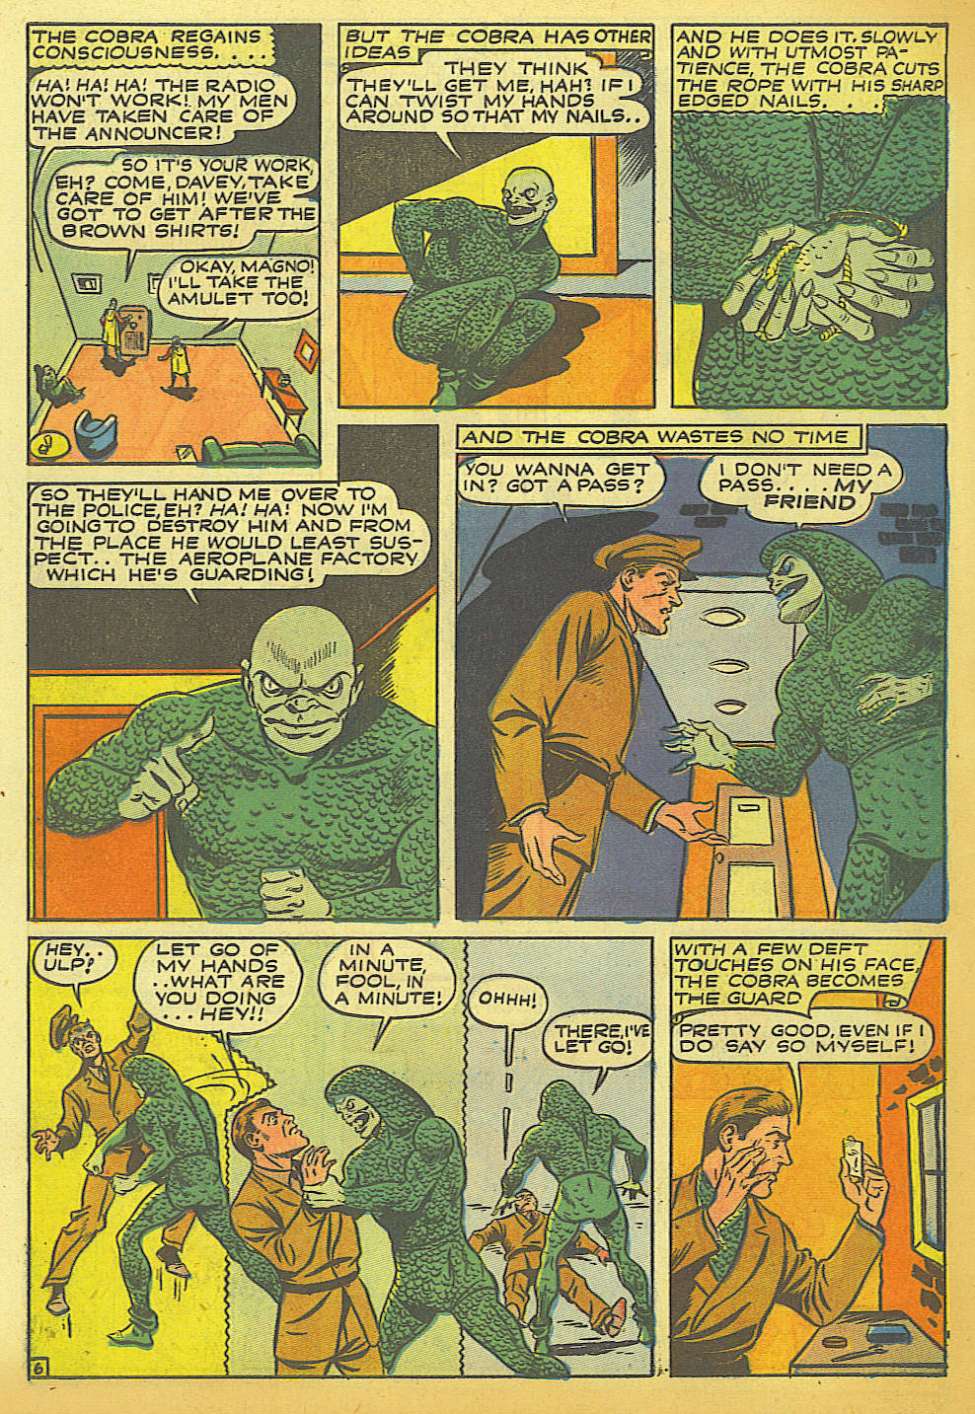 THE COBRA REGAINS
CONSCIOUSNESS. . . .
HA! HA! HA! THE RADIO
WON'T WORK! MY MEN
HAVE TAKEN CARE OF
THE ANNOUNCER!
SO IT'S YOUR WORK,
EH? COME, DAVEY, TAKE
CARE OF HIM! WE'VE
GOT TO GET AFTER THE
BROWN SHIRTS!
OKAY, MAGNO!
I'LL TAKE THE
AMULET TOO!
BUT THE COBRA HAS OTHER
IDEAS
THEY THINK
THEY'LL GET ME, HAH? IF I
CAN TWIST MY HANDS
AROUND SO THAT MY NAILS..
AND HE DOES IT. SLOWLY
AND WITH UTMOST PA-
TIENCE, THE COBRA CUTS
THE ROPE WITH HIS SHARP
EDGED NAILS. . . .
SO THEY'LL HAND ME OVER TO
THE POLICE, EH? HA! HA! NOW I'M
GOING TO DESTROY HIM AND FROM
THE PLACE HE WOULD LEAST SUS-
PECT.. THE AEROPLANE FACTORY
WHICH HE'S GUARDING!
AND THE COBRA WASTES NO TIME
YOU WANNA GET
IN? GOT A PASS?
I DON'T NEED A
PASS.... MY
FRIEND
HEY..
ULP!
LET GO OF
MY HANDS
..WHAT ARE
YOU DOING
...HEY!!
IN A
MINUTE,
FOOL, IN
A MINUTE!
OHHH!
THERE, I'VE
LET GO!
WITH A FEW DEFT
TOUCHES ON HIS FACE,
THE COBRA BECOMES
THE GUARD
PRETTY GOOD, EVEN IF I
DO SAY SO MYSELF!
6